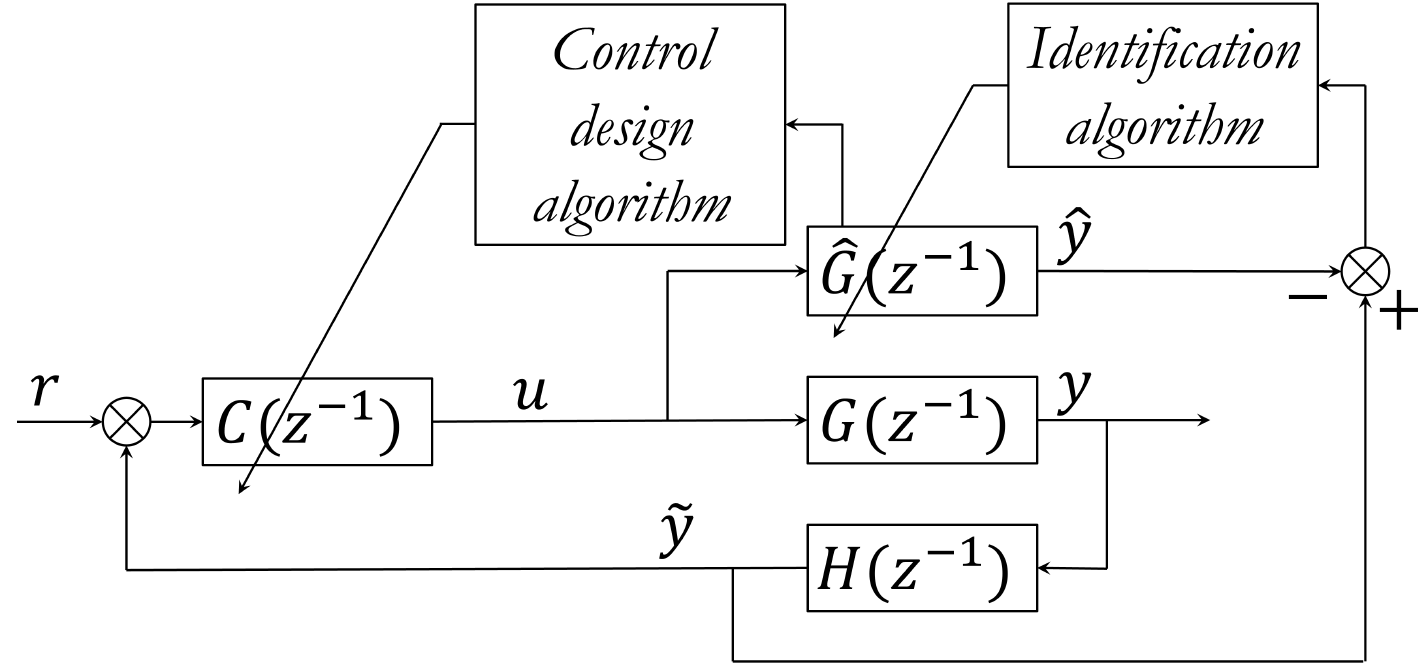 Control
design
algorithm
Identification
algorithm
Ĝ(z⁻¹)
ŷ
−
+
r
C(z⁻¹)
u
G(z⁻¹)
y
ỹ
H(z⁻¹)